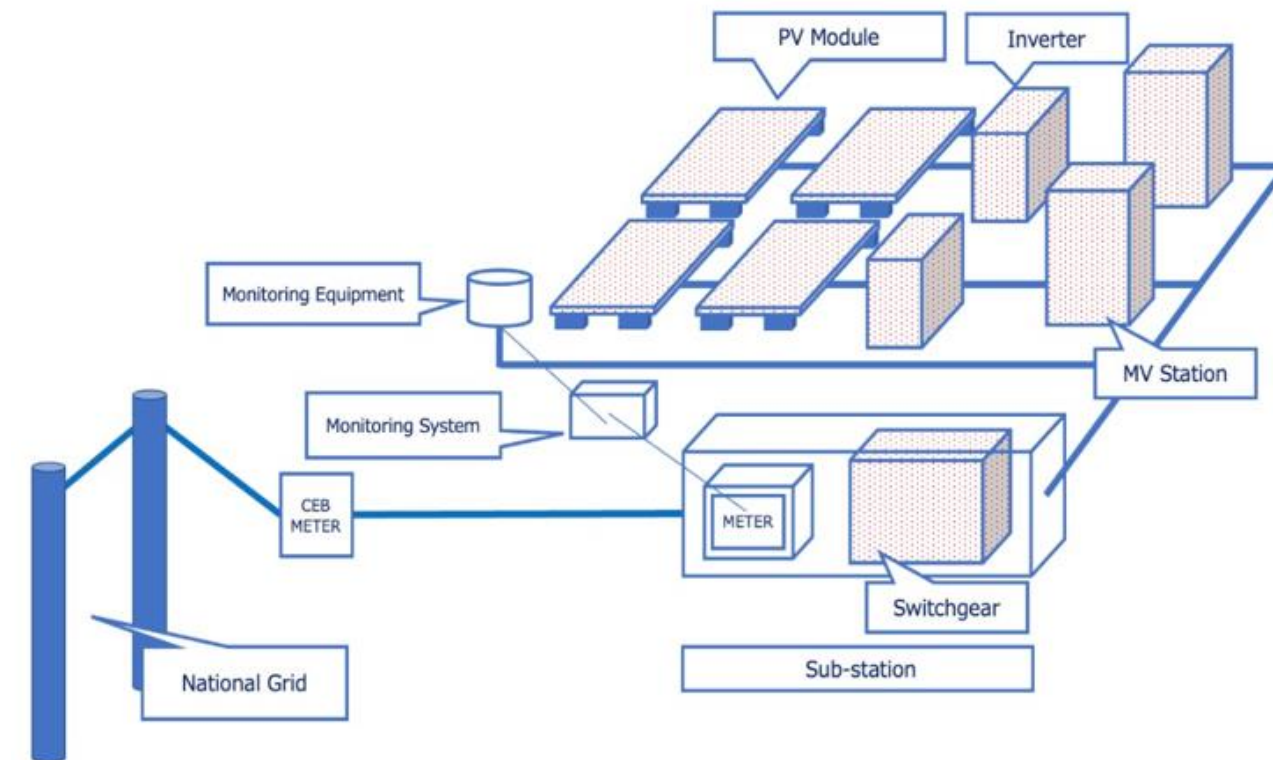 PV Module
Inverter
Monitoring Equipment
MV Station
Monitoring System
CEB
METER
METER
Switchgear
National Grid
Sub-station